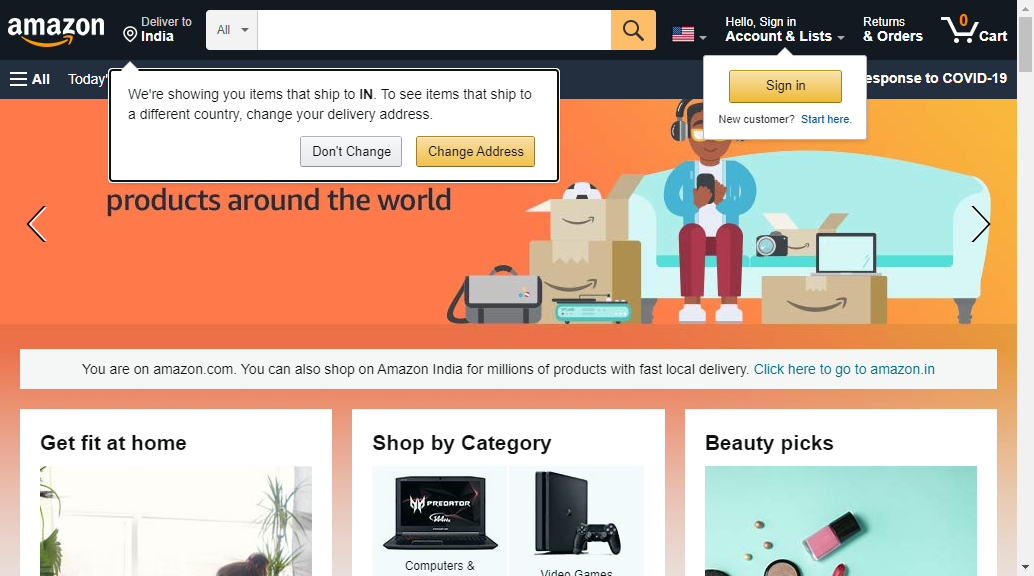 amazon
Deliver to
India
All
Hello, Sign in
Account & Lists
Returns
& Orders
0
Cart
All
Today'
esponse to COVID-19
We're showing you items that ship to IN. To see items that ship to
a different country, change your delivery address.
Don't Change
Change Address
Sign in
New customer? Start here.
products around the world
You are on amazon.com. You can also shop on Amazon India for millions of products with fast local delivery. Click here to go to amazon.in
Get fit at home
Shop by Category
Beauty picks
PREDATOR
Computers &
Video Games